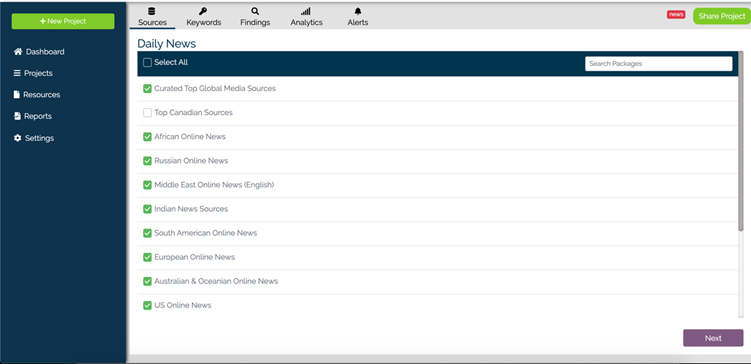 + New Project
Sources
Keywords
Findings
Analytics
Alerts
news
Share Project
Dashboard
Projects
Resources
Reports
Settings
Daily News
Select All
Search Packages
Curated Top Global Media Sources
Top Canadian Sources
African Online News
Russian Online News
Middle East Online News (English)
Indian News Sources
South American Online News
European Online News
Australian & Oceanian Online News
US Online News
Next